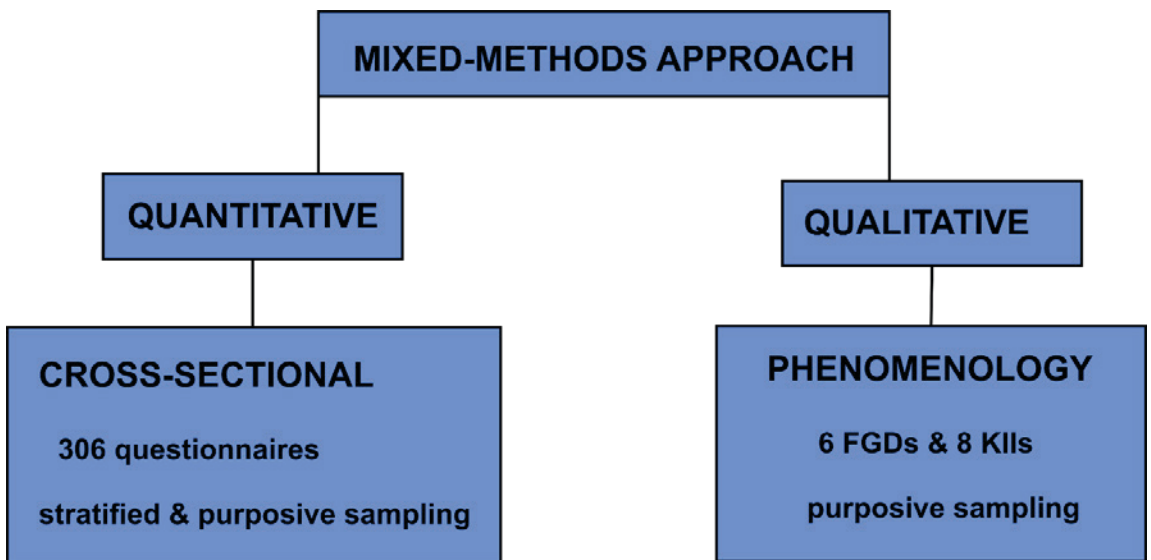 MIXED-METHODS APPROACH
QUANTITATIVE
QUALITATIVE
CROSS-SECTIONAL
306 questionnaires
stratified & purposive sampling
PHENOMENOLOGY
6 FGDs & 8 KIIs
purposive sampling